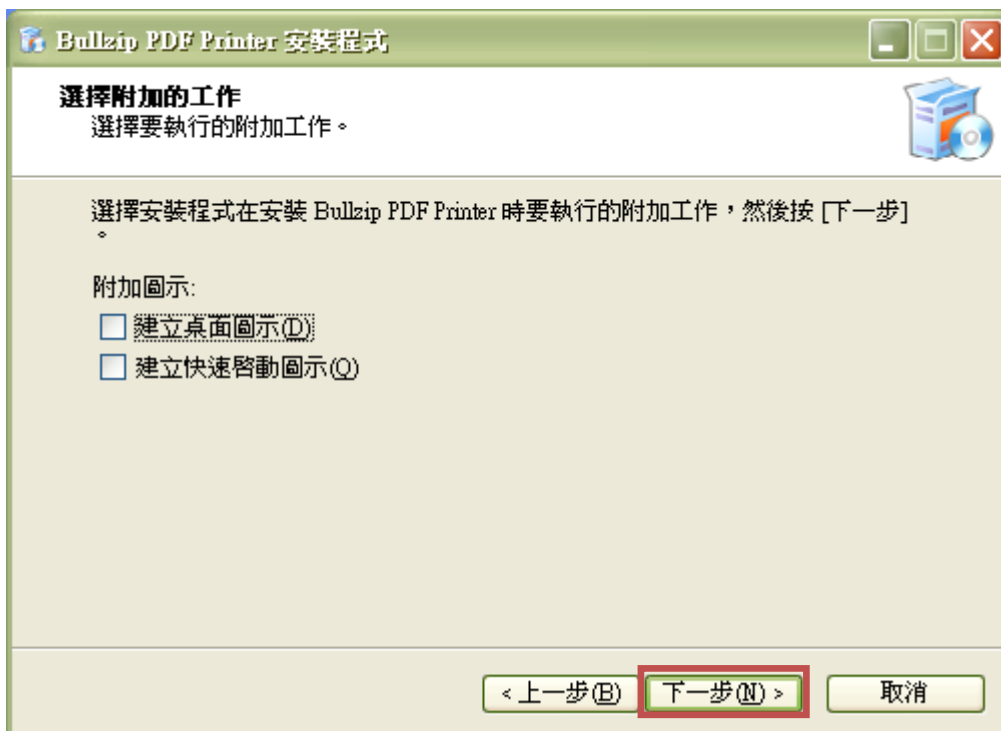 Bullzip PDF Printer 安裝程式
選擇附加的工作
選擇要執行的附加工作。
選擇安裝程式在安裝 Bullzip PDF Printer 時要執行的附加工作，然後按 [下一步]
。
附加圖示:
建立桌面圖示(D)
建立快速啓動圖示(Q)
<上一步(B) 下一步(N) > 取消